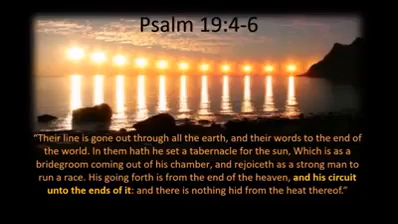 Psalm 19:4-6
“Their line is gone out through all the earth, and their words to the end of
the world. In them hath he set a tabernacle for the sun, Which is as a
bridegroom coming out of his chamber, and rejoiceth as a strong man to
run a race. His going forth is from the end of the heaven, and his circuit
unto the ends of it: and there is nothing hid from the heat thereof.”